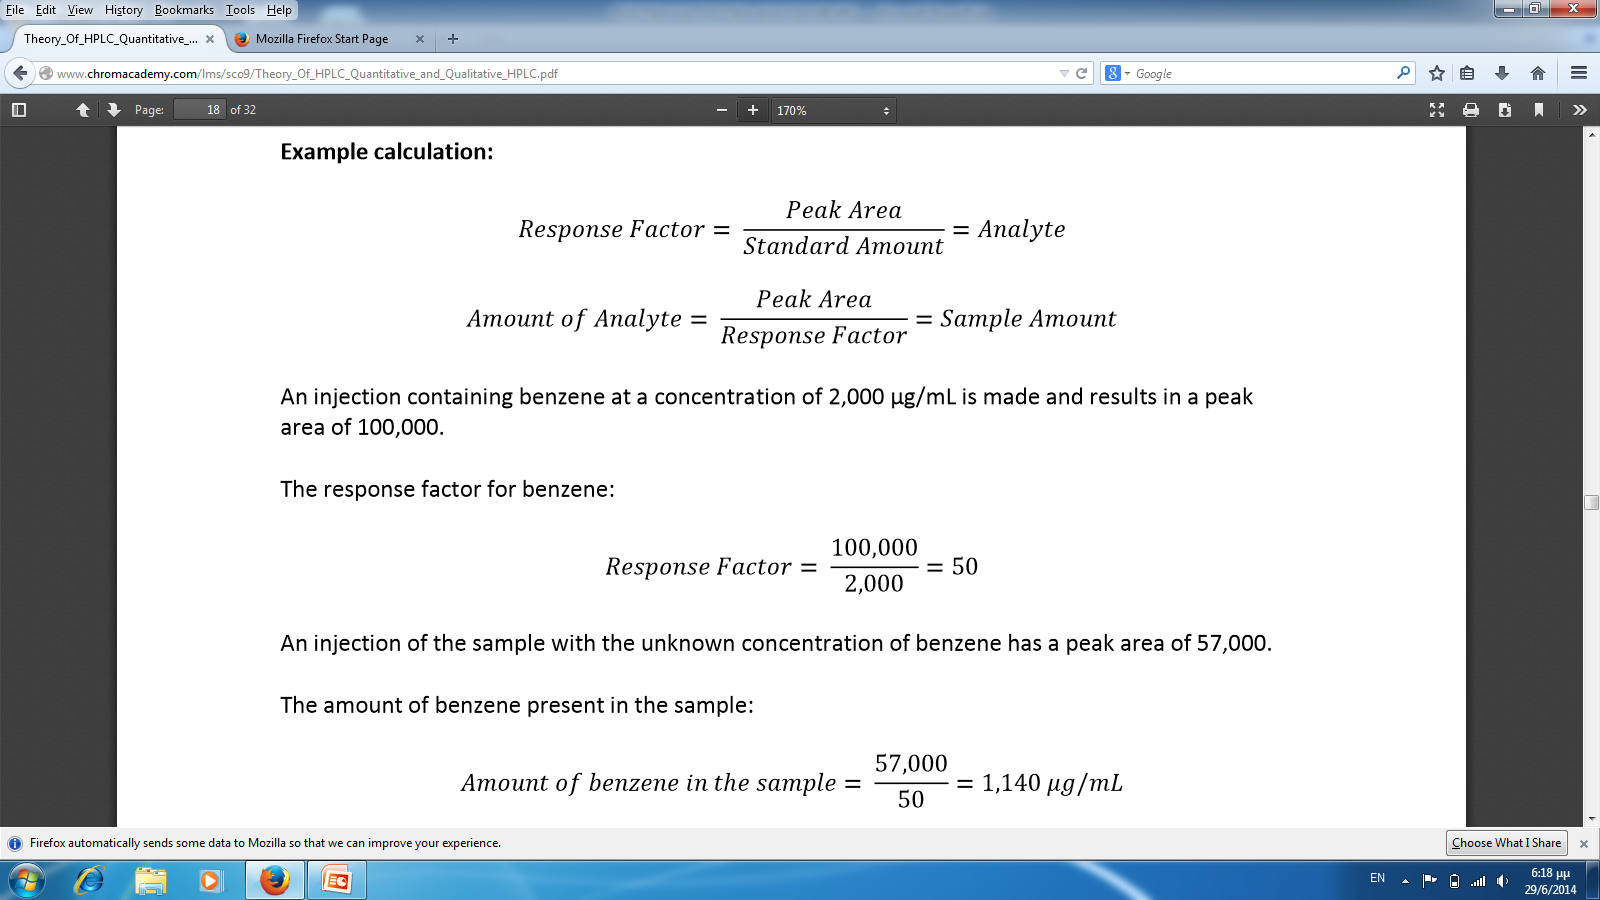 File Edit View History Bookmarks Tools Help
Theory_Of_HPLC_Quantitative_... × Mozilla Firefox Start Page × +
www.chromacademy.com/lms/sco9/Theory_Of_HPLC_Quantitative_and_Qualitative_HPLC.pdf Google
Page: 18 of 32 − + 170%
Example calculation:
Response Factor = Peak Area / Standard Amount = Analyte
Amount of Analyte = Peak Area / Response Factor = Sample Amount
An injection containing benzene at a concentration of 2,000 µg/mL is made and results in a peak
area of 100,000.
The response factor for benzene:
Response Factor = 100,000 / 2,000 = 50
An injection of the sample with the unknown concentration of benzene has a peak area of 57,000.
The amount of benzene present in the sample:
Amount of benzene in the sample = 57,000 / 50 = 1,140 µg/mL
Firefox automatically sends some data to Mozilla so that we can improve your experience. Choose What I Share ×
EN 6:18 μμ
29/6/2014